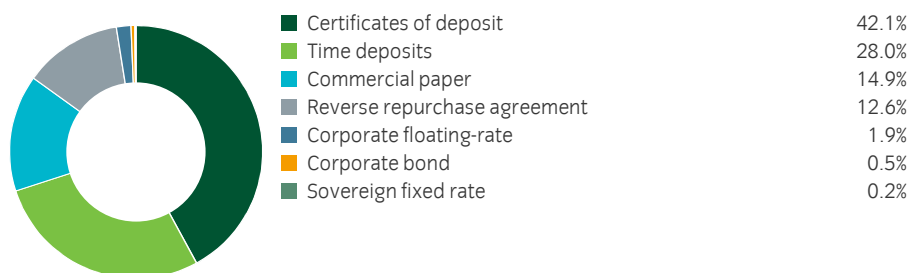 Certificates of deposit 42.1%
Time deposits 28.0%
Commercial paper 14.9%
Reverse repurchase agreement 12.6%
Corporate floating-rate 1.9%
Corporate bond 0.5%
Sovereign fixed rate 0.2%